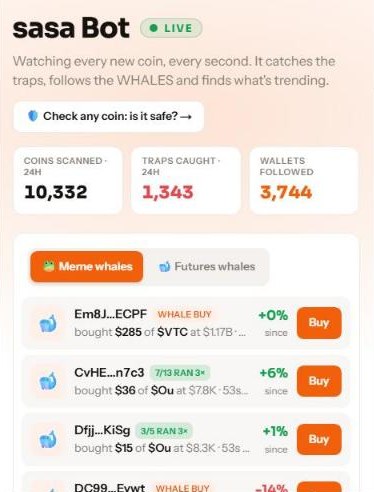 sasa Bot LIVE
Watching every new coin, every second. It catches the
traps, follows the WHALES and finds what's trending.
Check any coin: is it safe? →
COINS SCANNED ·
24H
10,332
TRAPS CAUGHT ·
24H
1,343
WALLETS
FOLLOWED
3,744
Meme whales
Futures whales
Em8J...ECPF WHALE BUY
bought $285 of $VTC at $1.17B · ...
+0%
since
Buy
CvHE...n7c3 7/13 RAN 3×
bought $36 of $Ou at $7.8K · 53s...
+6%
since
Buy
Dfjj...KiSg 3/5 RAN 3×
bought $15 of $Ou at $8.3K · 53s ...
+1%
since
Buy
DC99...Eywt WHALE BUY
-14%